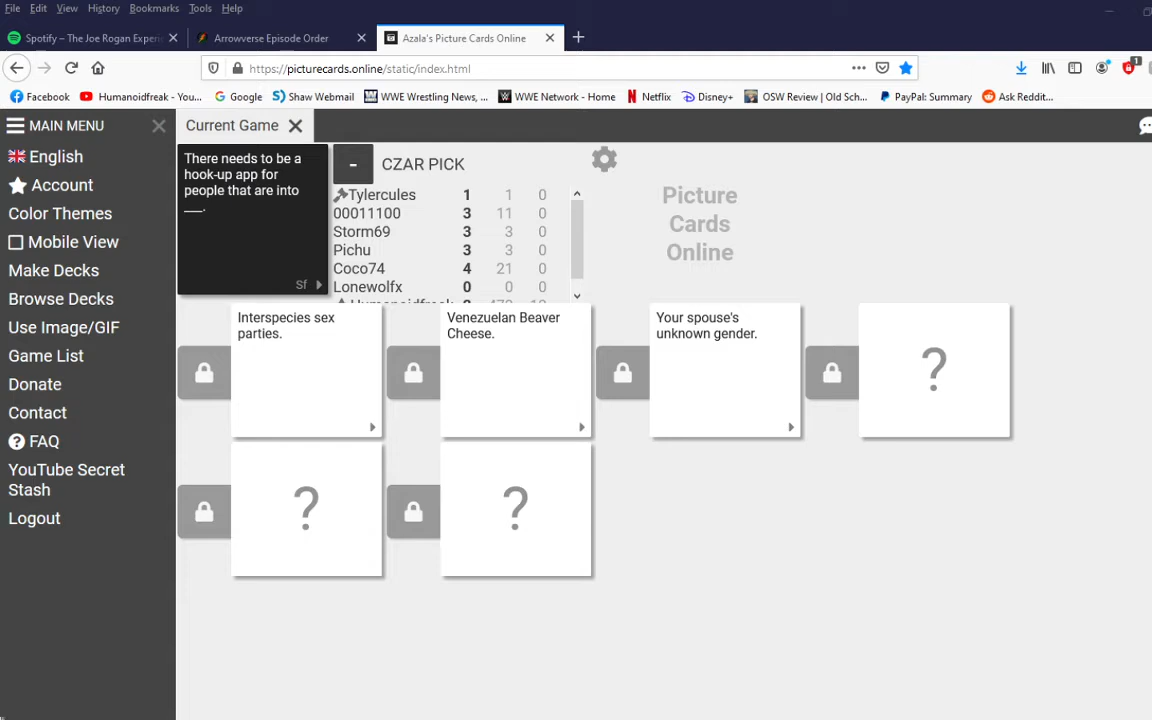 File Edit View History Bookmarks Tools Help
Spotify – The Joe Rogan Experi
Arrowverse Episode Order
Azala's Picture Cards Online
https://picturecards.online/static/index.html
1
Facebook Humanoidfreak - You... Google Shaw Webmail WWE Wrestling News, ... WWE Network - Home Netflix Disney+ OSW Review | Old Sch... PayPal: Summary Ask Reddit...
MAIN MENU
Current Game
English
Account
Color Themes
Mobile View
Make Decks
Browse Decks
Use Image/GIF
Game List
Donate
Contact
FAQ
YouTube Secret
Stash
Logout
There needs to be a
hook-up app for
people that are into
___.
Sf
-
CZAR PICK
Tylercules 1 1 0
00011100 3 11 0
Storm69 3 3 0
Pichu 3 3 0
Coco74 4 21 0
Lonewolfx 0 0 0
Humanoidfreak
Picture
Cards
Online
Interspecies sex
parties.
Venezuelan Beaver
Cheese.
Your spouse's
unknown gender.
?
?
?